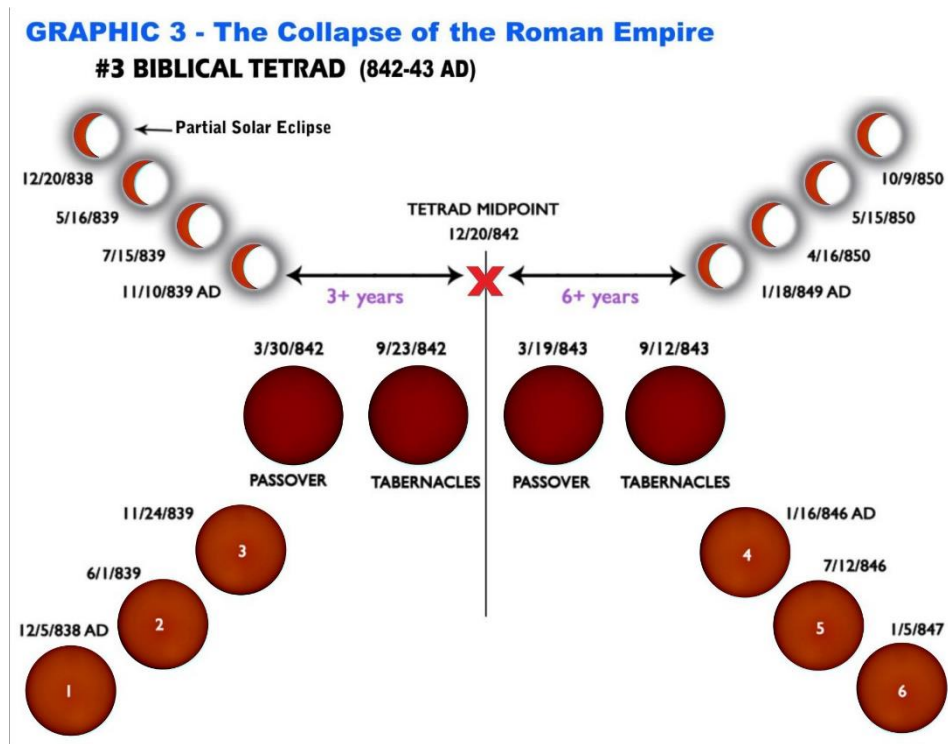 GRAPHIC 3 - The Collapse of the Roman Empire
#3 BIBLICAL TETRAD (842-43 AD)
Partial Solar Eclipse
12/20/838
5/16/839
7/15/839
11/10/839 AD
TETRAD MIDPOINT
12/20/842
X
3+ years
6+ years
10/9/850
5/15/850
4/16/850
1/18/849 AD
3/30/842
9/23/842
3/19/843
9/12/843
PASSOVER
TABERNACLES
PASSOVER
TABERNACLES
11/24/839
3
6/1/839
2
12/5/838 AD
1
1/16/846 AD
4
7/12/846
5
1/5/847
6